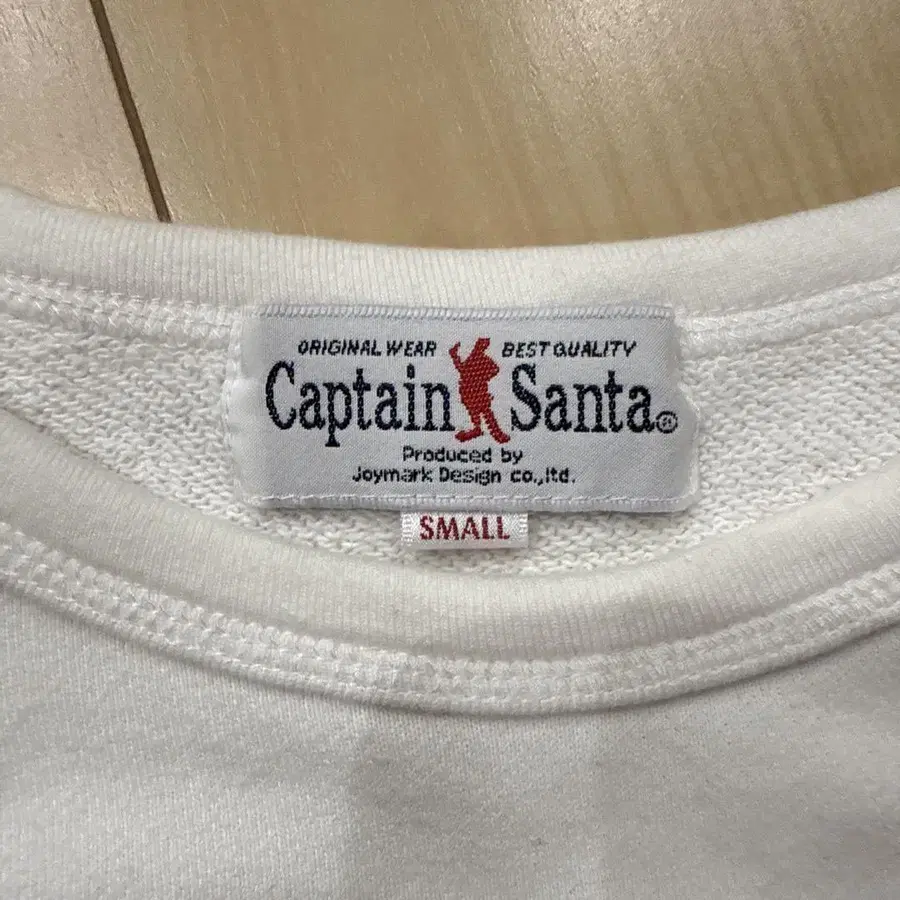 ORIGINAL WEAR BEST QUALITY
Captain Santa®
Produced by
Joymark Design co.,ltd.
SMALL